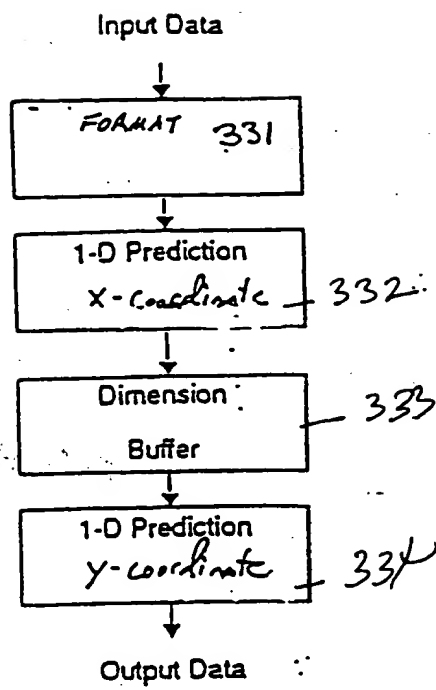 Input Data
FORMAT 331
1-D Prediction
X-coordinate 332
Dimension
Buffer 333
1-D Prediction
y-coordinate 334
Output Data